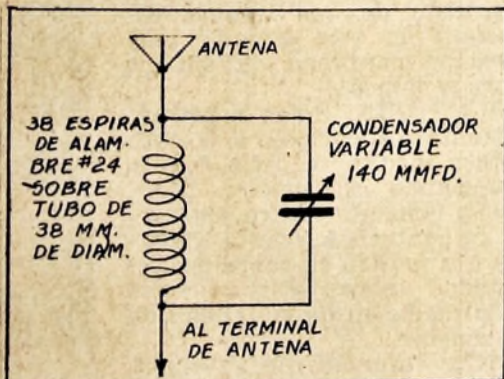 ANTENA
38 ESPIRAS
DE ALAM-
BRE #24
SOBRE
TUBO DE
38 MM.
DE DIAM.
CONDENSADOR
VARIABLE
140 MMFD.
AL TERMINAL
DE ANTENA